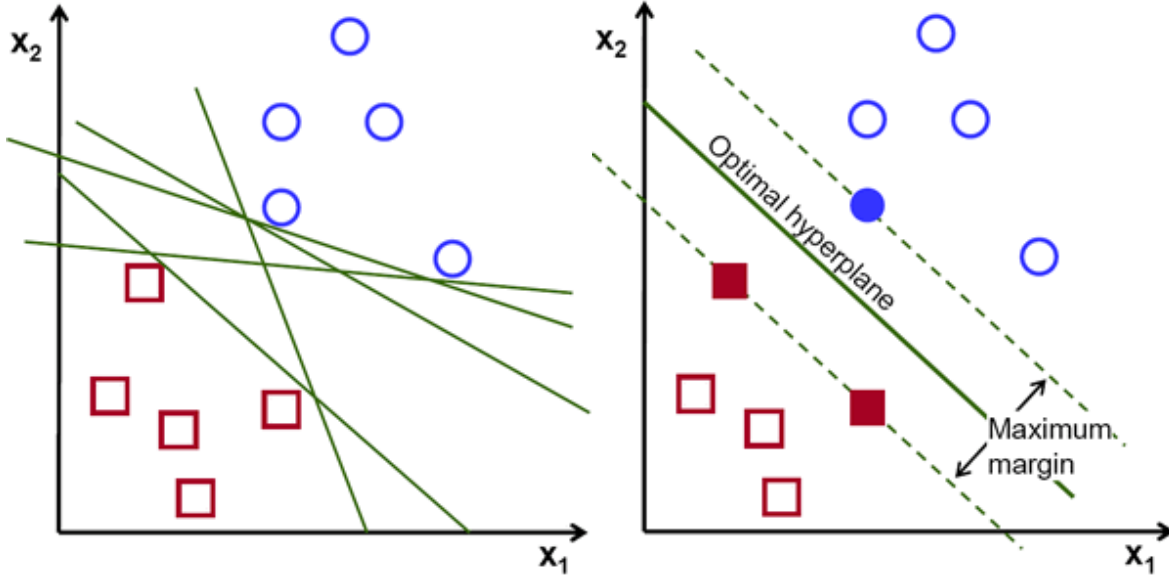 x₂
x₁
x₂
Optimal hyperplane
Maximum
margin
x₁